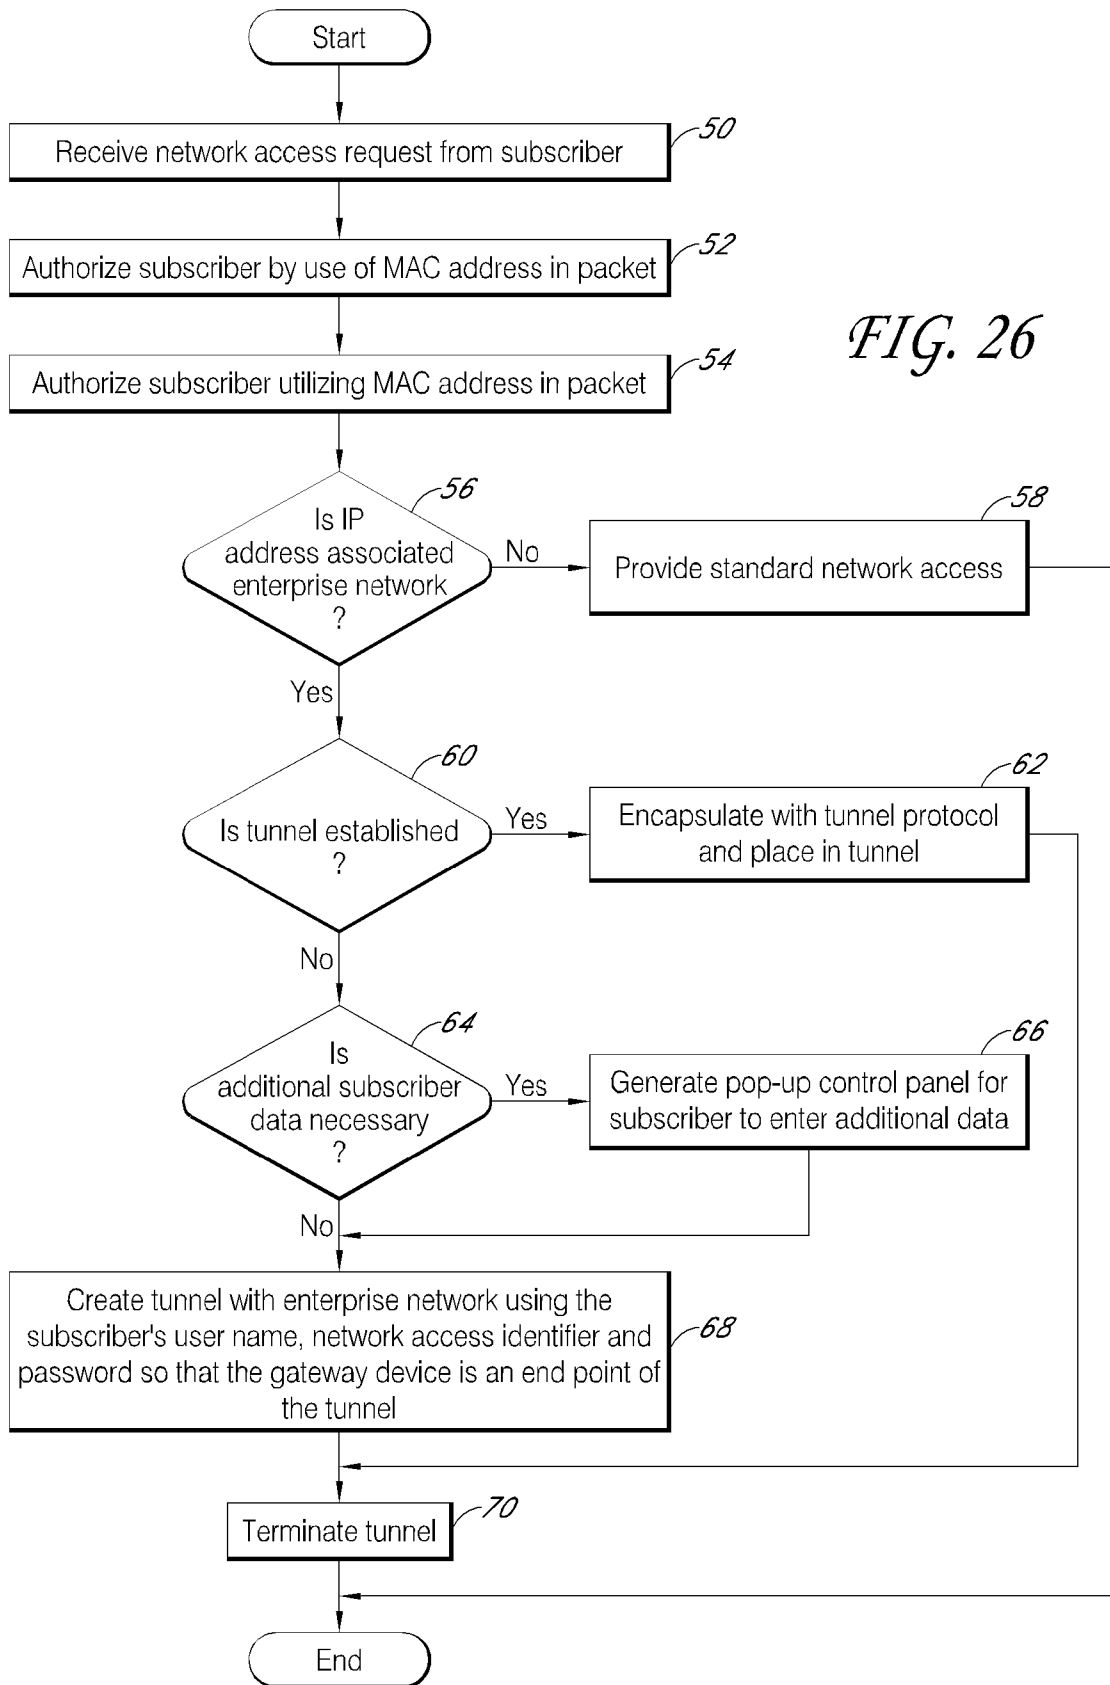 Start
50
Receive network access request from subscriber
52
Authorize subscriber by use of MAC address in packet
FIG. 26
54
Authorize subscriber utilizing MAC address in packet
56
Is IP
address associated
enterprise network
?
No
58
Provide standard network access
Yes
60
Is tunnel established
?
Yes
62
Encapsulate with tunnel protocol
and place in tunnel
No
64
Is
additional subscriber
data necessary
?
Yes
66
Generate pop-up control panel for
subscriber to enter additional data
No
Create tunnel with enterprise network using the
subscriber's user name, network access identifier and
password so that the gateway device is an end point of
the tunnel
68
70
Terminate tunnel
End